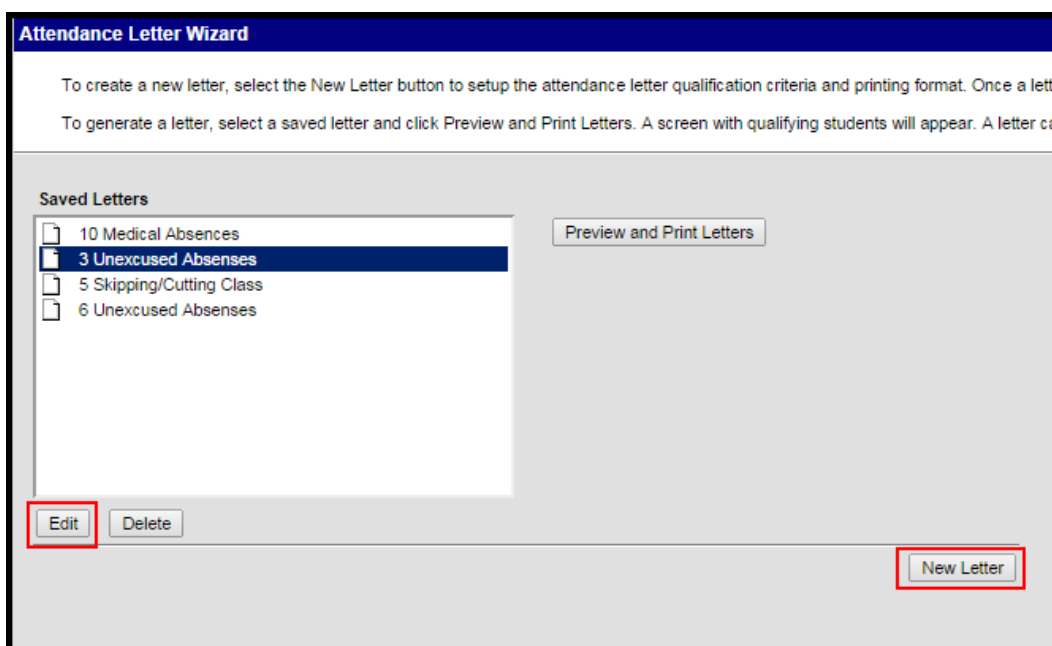 Attendance Letter Wizard
To create a new letter, select the New Letter button to setup the attendance letter qualification criteria and printing format. Once a lett
To generate a letter, select a saved letter and click Preview and Print Letters. A screen with qualifying students will appear. A letter ca
Saved Letters
10 Medical Absences
Preview and Print Letters
3 Unexcused Absenses
5 Skipping/Cutting Class
6 Unexcused Absenses
Edit
Delete
New Letter